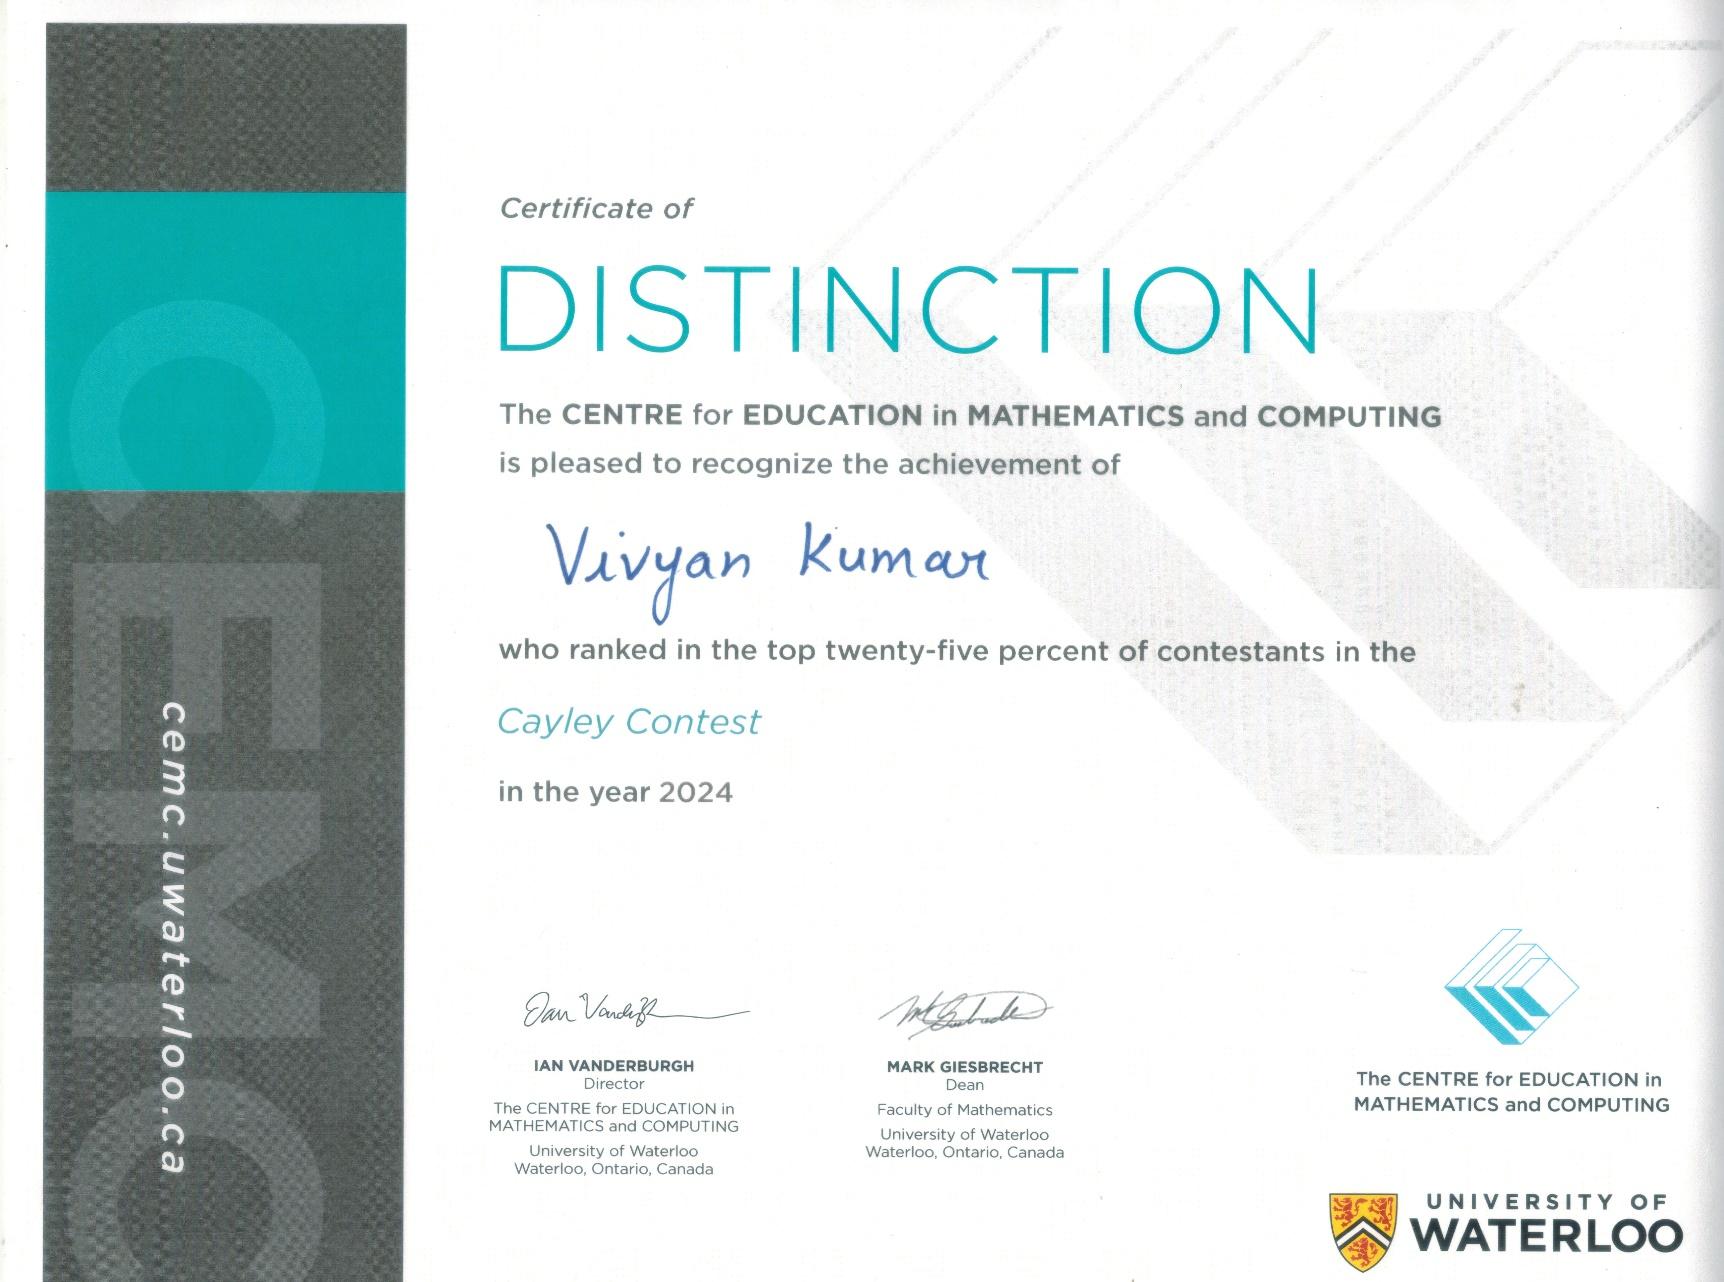 Certificate of
DISTINCTION
The CENTRE for EDUCATION in MATHEMATICS and COMPUTING
is pleased to recognize the achievement of
Vivyan Kumar
who ranked in the top twenty-five percent of contestants in the
Cayley Contest
in the year 2024
CEMC
cemc.uwaterloo.ca
IAN VANDERBURGH
Director
The CENTRE for EDUCATION in
MATHEMATICS and COMPUTING
University of Waterloo
Waterloo, Ontario, Canada
MARK GIESBRECHT
Dean
Faculty of Mathematics
University of Waterloo
Waterloo, Ontario, Canada
The CENTRE for EDUCATION in
MATHEMATICS and COMPUTING
UNIVERSITY OF
WATERLOO